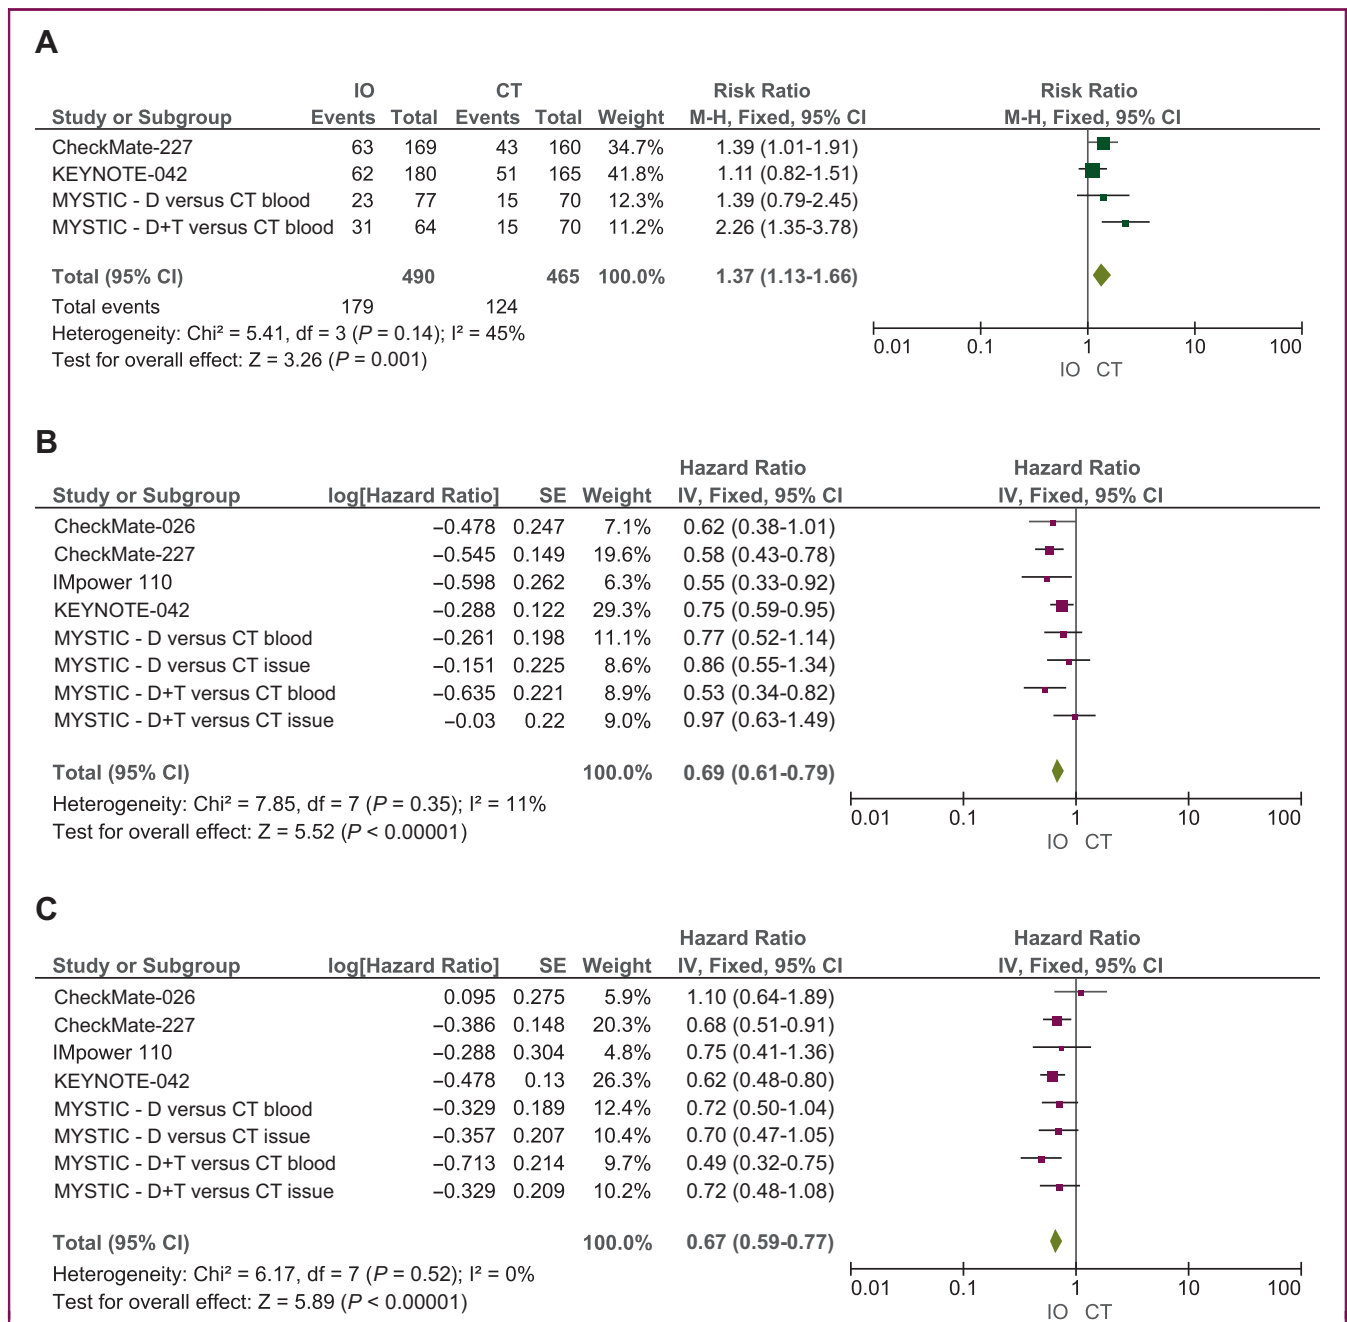 A
IO CT Risk Ratio Risk Ratio
Study or Subgroup Events Total Events Total Weight M-H, Fixed, 95% CI M-H, Fixed, 95% CI
CheckMate-227 63 169 43 160 34.7% 1.39 (1.01-1.91)
KEYNOTE-042 62 180 51 165 41.8% 1.11 (0.82-1.51)
MYSTIC - D versus CT blood 23 77 15 70 12.3% 1.39 (0.79-2.45)
MYSTIC - D+T versus CT blood 31 64 15 70 11.2% 2.26 (1.35-3.78)
Total (95% CI) 490 465 100.0% 1.37 (1.13-1.66)
Total events 179 124
Heterogeneity: Chi² = 5.41, df = 3 (P = 0.14); I² = 45%
Test for overall effect: Z = 3.26 (P = 0.001)
0.01 0.1 1 10 100
IO CT
B
Hazard Ratio Hazard Ratio
Study or Subgroup log[Hazard Ratio] SE Weight IV, Fixed, 95% CI IV, Fixed, 95% CI
CheckMate-026 –0.478 0.247 7.1% 0.62 (0.38-1.01)
CheckMate-227 –0.545 0.149 19.6% 0.58 (0.43-0.78)
IMpower 110 –0.598 0.262 6.3% 0.55 (0.33-0.92)
KEYNOTE-042 –0.288 0.122 29.3% 0.75 (0.59-0.95)
MYSTIC - D versus CT blood –0.261 0.198 11.1% 0.77 (0.52-1.14)
MYSTIC - D versus CT issue –0.151 0.225 8.6% 0.86 (0.55-1.34)
MYSTIC - D+T versus CT blood –0.635 0.221 8.9% 0.53 (0.34-0.82)
MYSTIC - D+T versus CT issue –0.03 0.22 9.0% 0.97 (0.63-1.49)
Total (95% CI) 100.0% 0.69 (0.61-0.79)
Heterogeneity: Chi² = 7.85, df = 7 (P = 0.35); I² = 11%
Test for overall effect: Z = 5.52 (P < 0.00001)
0.01 0.1 1 10 100
IO CT
C
Hazard Ratio Hazard Ratio
Study or Subgroup log[Hazard Ratio] SE Weight IV, Fixed, 95% CI IV, Fixed, 95% CI
CheckMate-026 0.095 0.275 5.9% 1.10 (0.64-1.89)
CheckMate-227 –0.386 0.148 20.3% 0.68 (0.51-0.91)
IMpower 110 –0.288 0.304 4.8% 0.75 (0.41-1.36)
KEYNOTE-042 –0.478 0.13 26.3% 0.62 (0.48-0.80)
MYSTIC - D versus CT blood –0.329 0.189 12.4% 0.72 (0.50-1.04)
MYSTIC - D versus CT issue –0.357 0.207 10.4% 0.70 (0.47-1.05)
MYSTIC - D+T versus CT blood –0.713 0.214 9.7% 0.49 (0.32-0.75)
MYSTIC - D+T versus CT issue –0.329 0.209 10.2% 0.72 (0.48-1.08)
Total (95% CI) 100.0% 0.67 (0.59-0.77)
Heterogeneity: Chi² = 6.17, df = 7 (P = 0.52); I² = 0%
Test for overall effect: Z = 5.89 (P < 0.00001)
0.01 0.1 1 10 100
IO CT